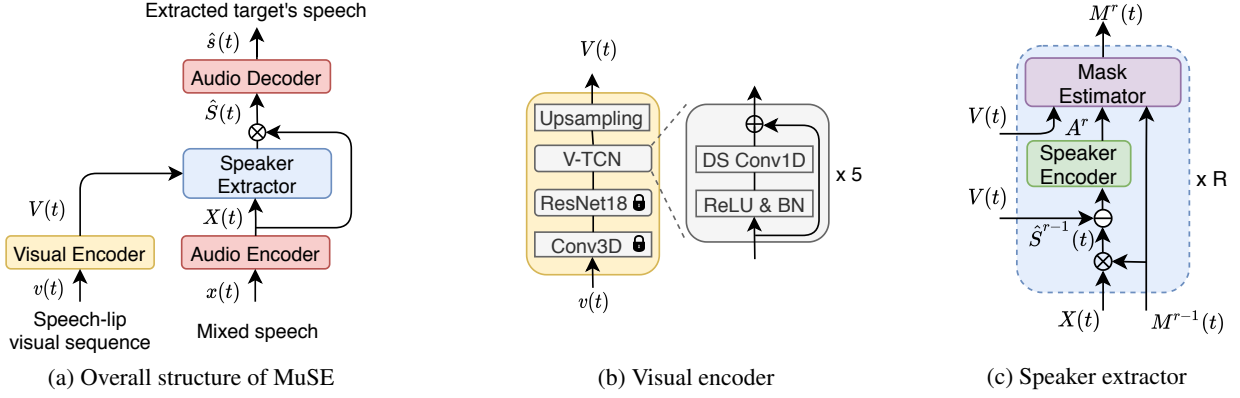 Extracted target's speech
ŝ(t)
Audio Decoder
Ŝ(t)
Speaker
Extractor
V(t)
X(t)
Visual Encoder
Audio Encoder
v(t)
x(t)
Speech-lip
visual sequence
Mixed speech
(a) Overall structure of MuSE
V(t)
Upsampling
V-TCN
ResNet18
Conv3D
v(t)
DS Conv1D
ReLU & BN
x 5
(b) Visual encoder
M^r(t)
Mask
Estimator
V(t)
A^r
Speaker
Encoder
x R
V(t)
Ŝ^{r-1}(t)
X(t)
M^{r-1}(t)
(c) Speaker extractor